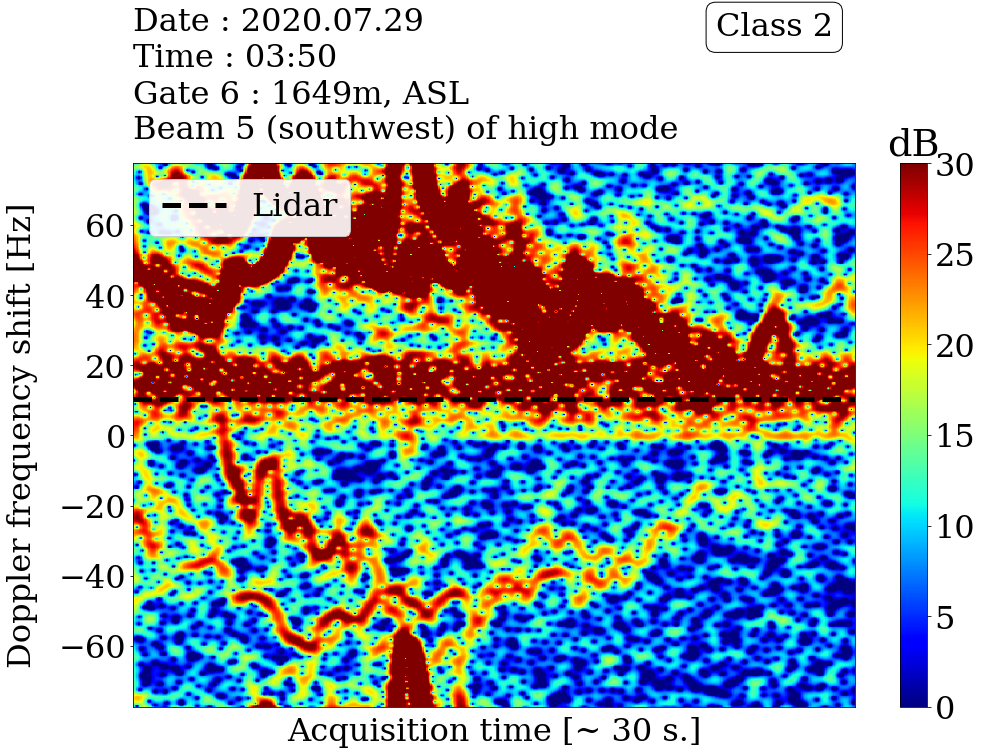 Date : 2020.07.29
Time : 03:50
Gate 6 : 1649m, ASL
Beam 5 (southwest) of high mode
Class 2
dB
Lidar
Doppler frequency shift [Hz]
60
40
20
0
−20
−40
−60
30
25
20
15
10
5
0
Acquisition time [~ 30 s.]